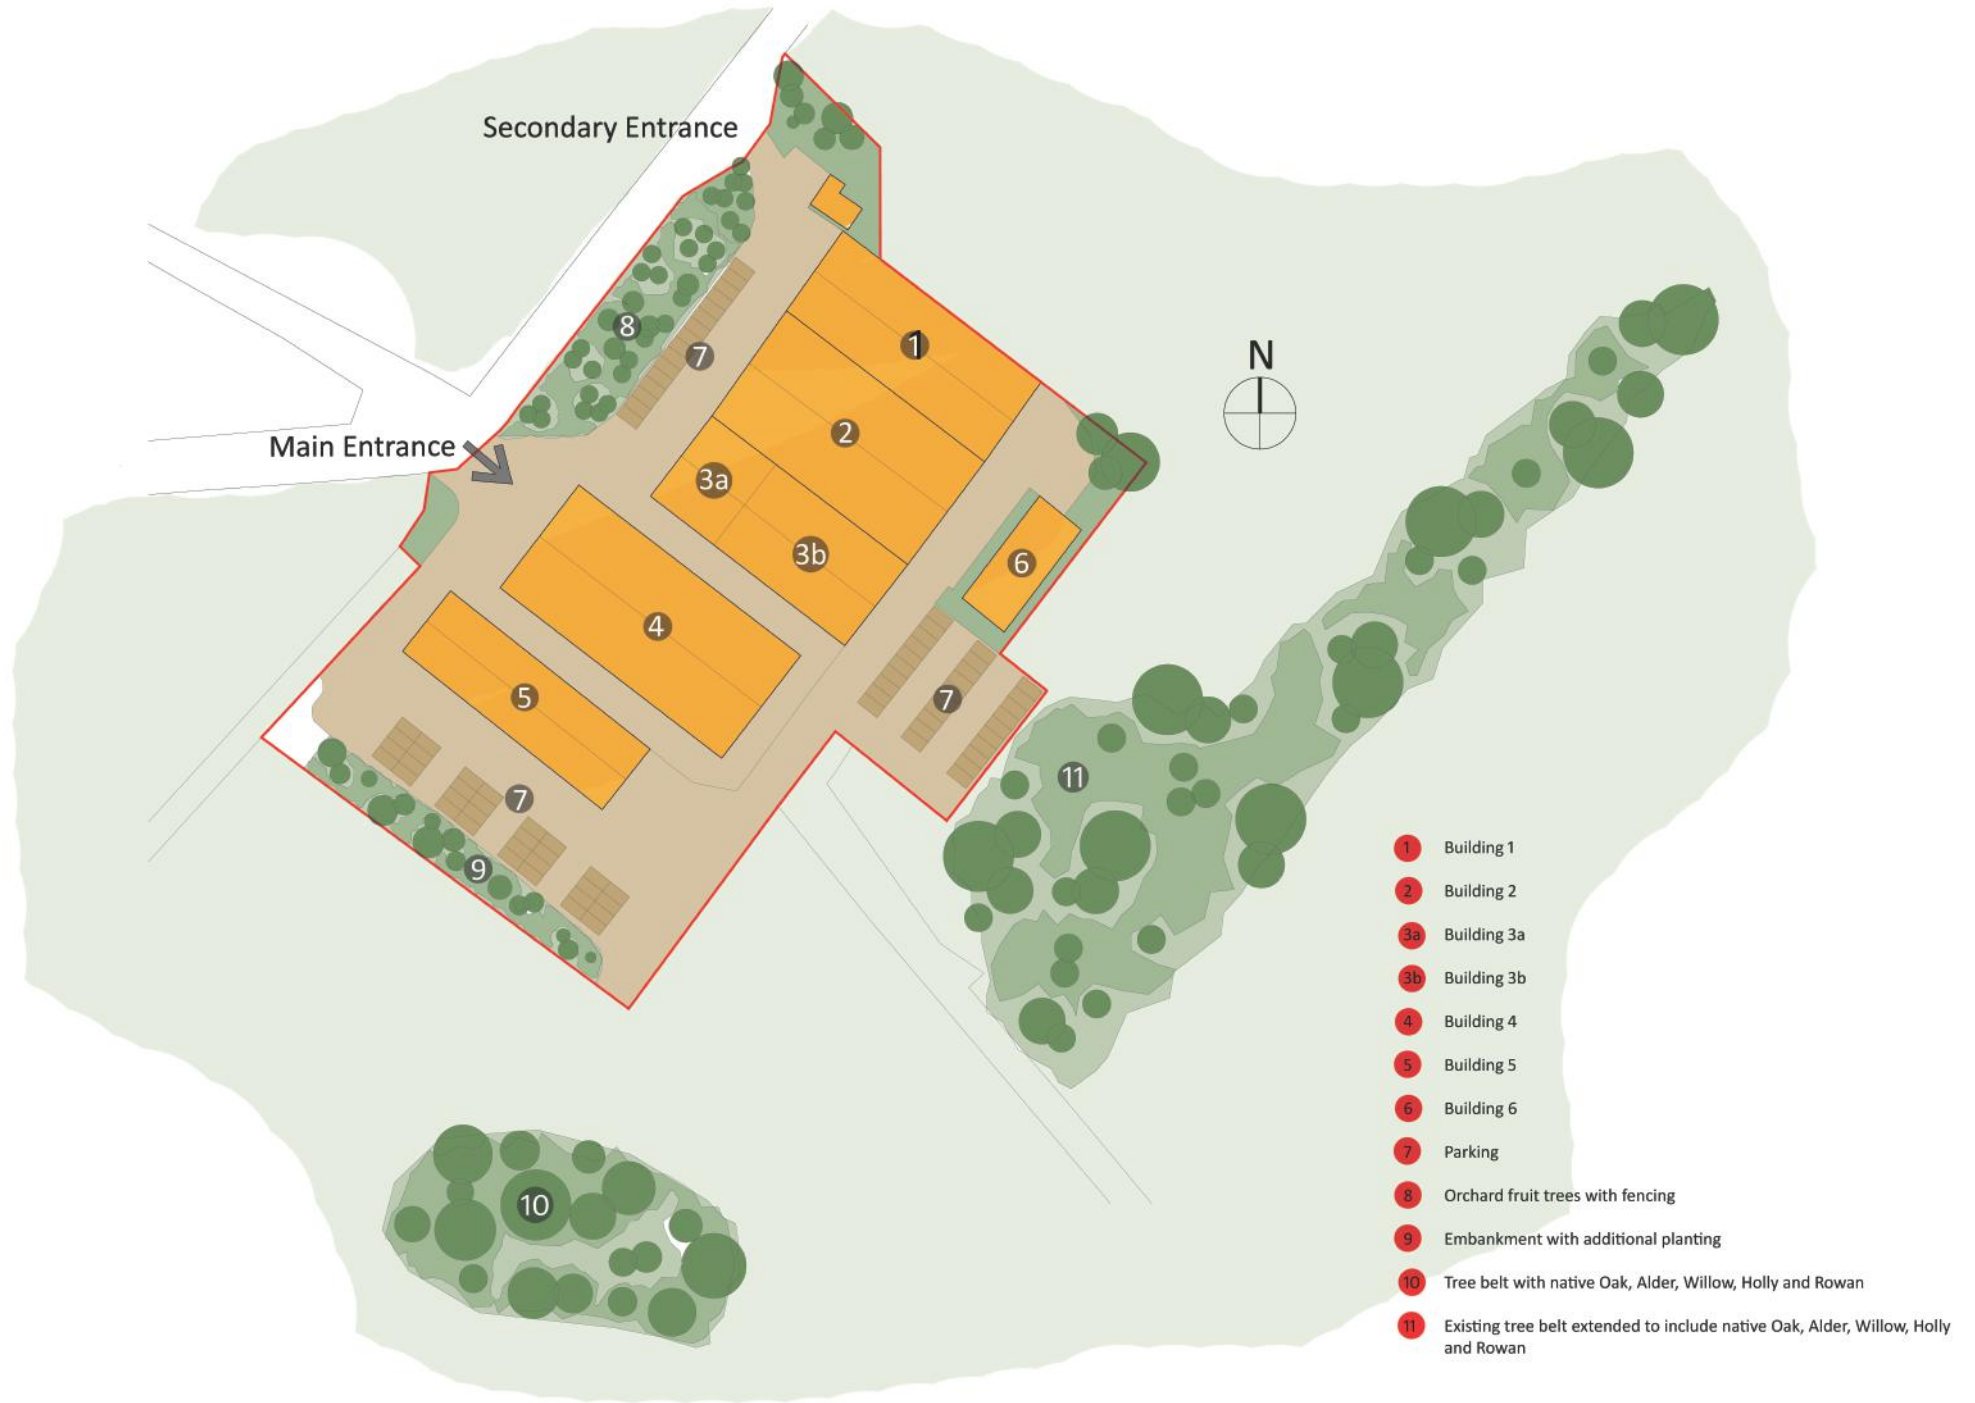 Secondary Entrance
N
8
7
1
2
Main Entrance
3a
3b
6
4
5
7
7
11
9
10
1 Building 1
2 Building 2
3a Building 3a
3b Building 3b
4 Building 4
5 Building 5
6 Building 6
7 Parking
8 Orchard fruit trees with fencing
9 Embankment with additional planting
10 Tree belt with native Oak, Alder, Willow, Holly and Rowan
11 Existing tree belt extended to include native Oak, Alder, Willow, Holly
and Rowan